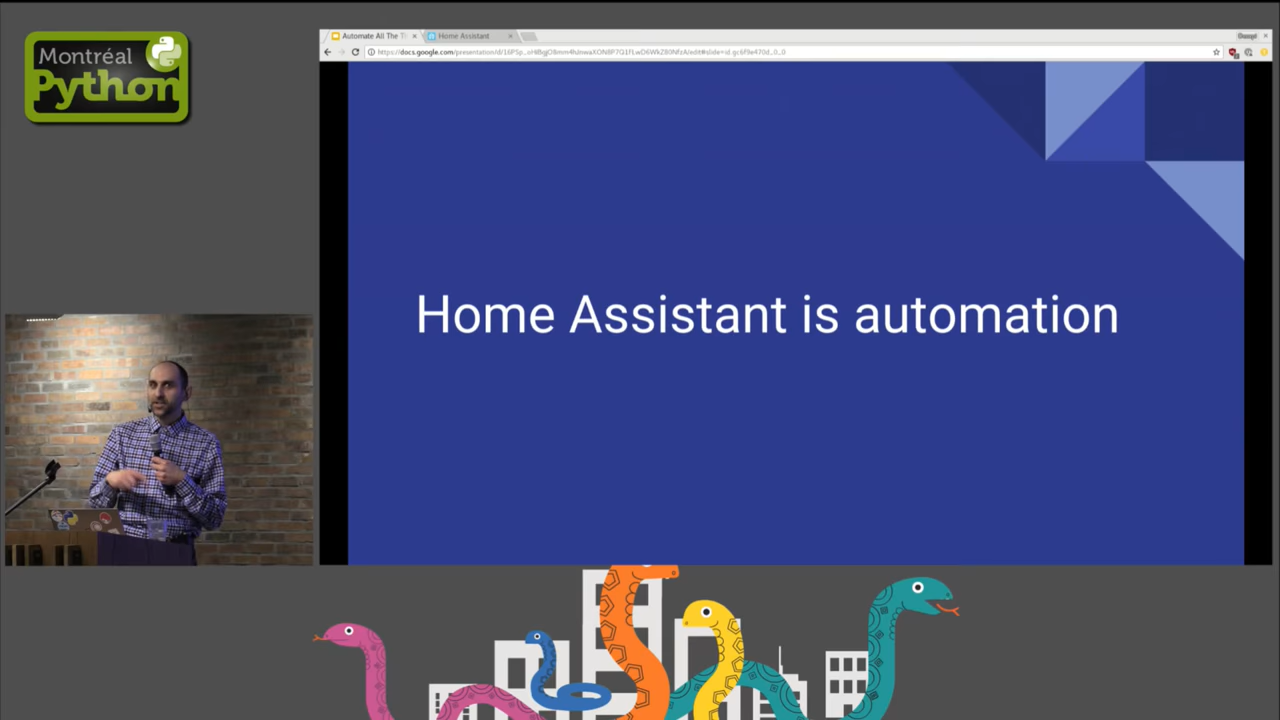 Montréal
Python
Automate All The T
Home Assistant
Home Assistant is automation